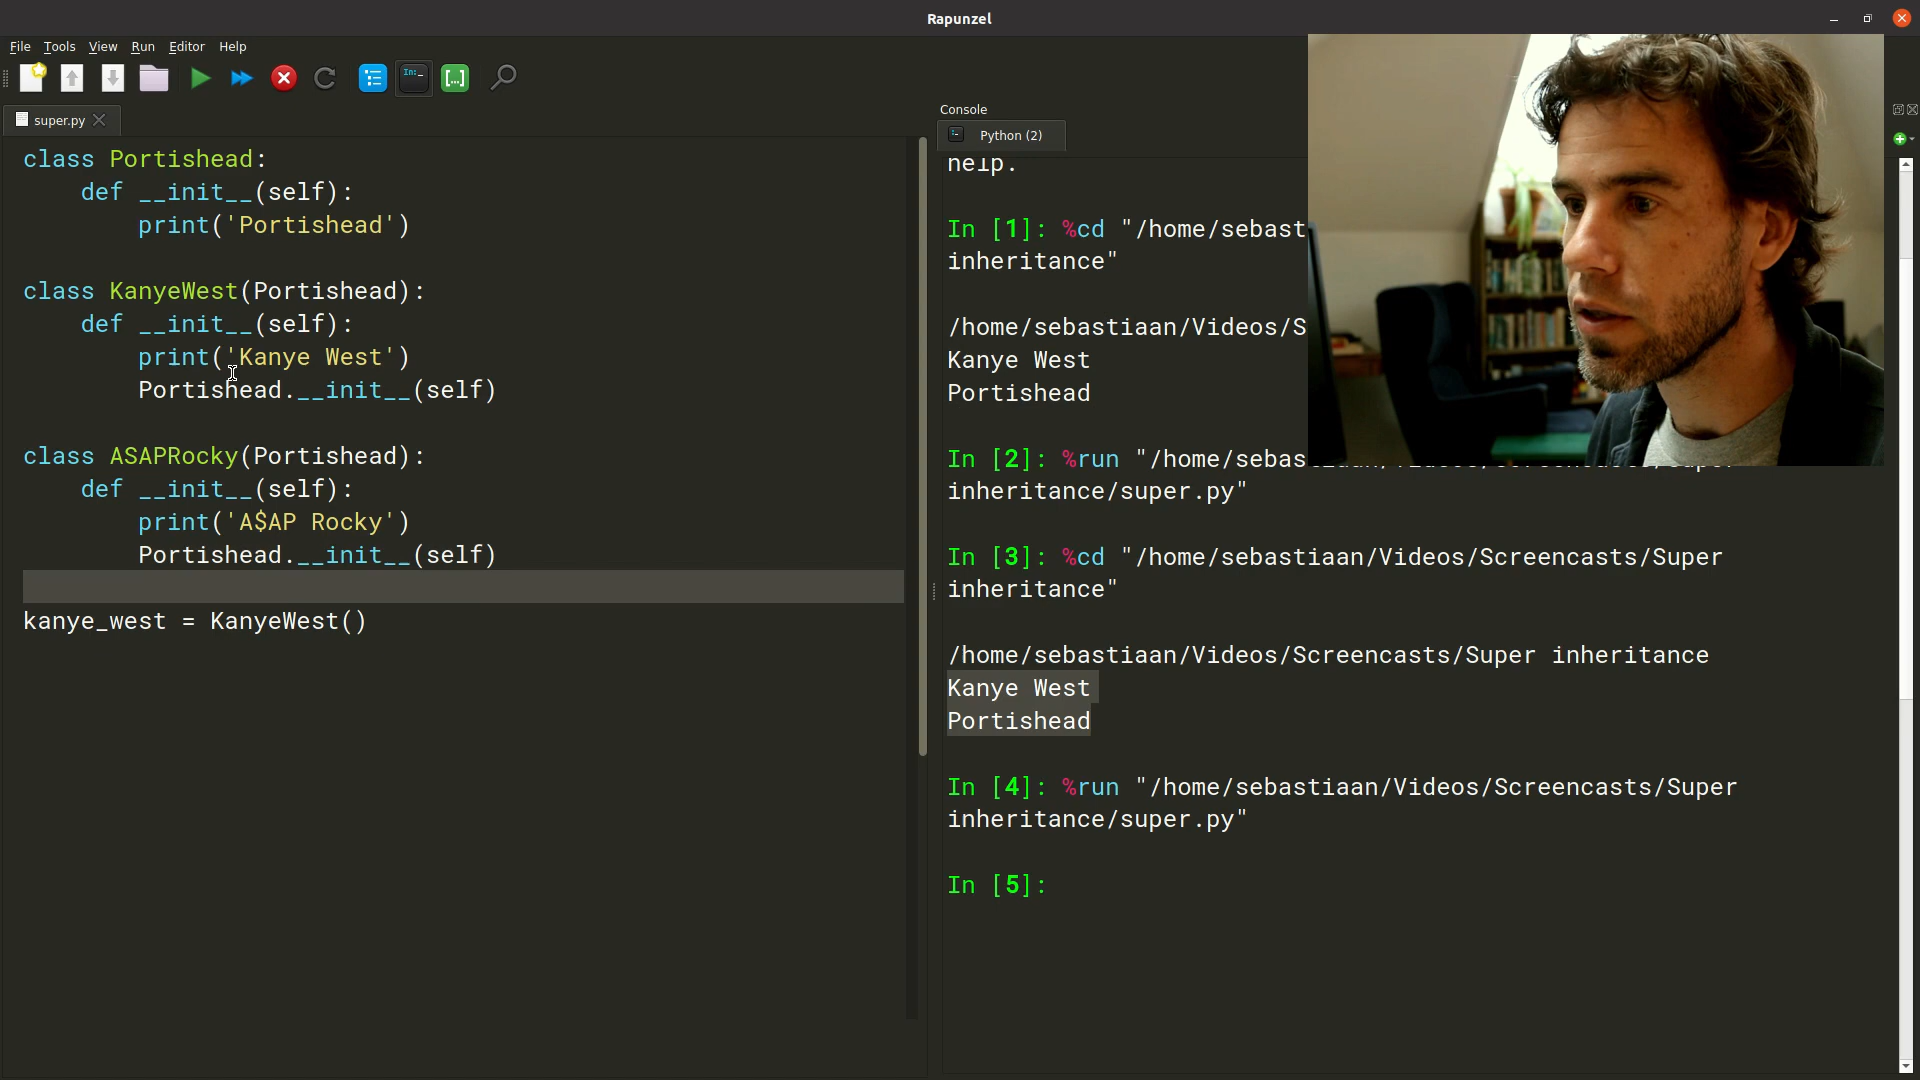 Rapunzel
File Tools View Run Editor Help
In:_
[...]
super.py
class Portishead:
def __init__(self):
print('Portishead')
class KanyeWest(Portishead):
def __init__(self):
print('Kanye West')
Portishead.__init__(self)
class ASAPRocky(Portishead):
def __init__(self):
print('A$AP Rocky')
Portishead.__init__(self)
kanye_west = KanyeWest()
Console
Python (2)
help.
In [1]: %cd "/home/sebast
inheritance"
/home/sebastiaan/Videos/S
Kanye West
Portishead
In [2]: %run "/home/sebastiaan/Videos/Screencasts/Super
inheritance/super.py"
In [3]: %cd "/home/sebastiaan/Videos/Screencasts/Super
inheritance"
/home/sebastiaan/Videos/Screencasts/Super inheritance
Kanye West
Portishead
In [4]: %run "/home/sebastiaan/Videos/Screencasts/Super
inheritance/super.py"
In [5]: